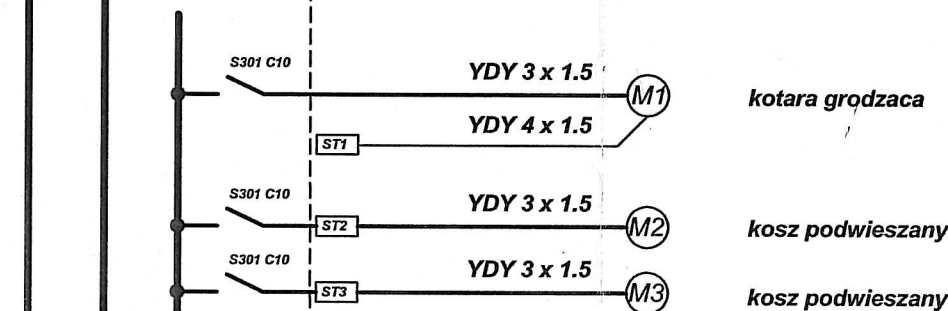 S301 C10
YDY 3 x 1.5
M1
kotara grodzaca
YDY 4 x 1.5
ST1
S301 C10
YDY 3 x 1.5
ST2
M2
kosz podwieszany
S301 C10
YDY 3 x 1.5
ST3
M3
kosz podwieszany